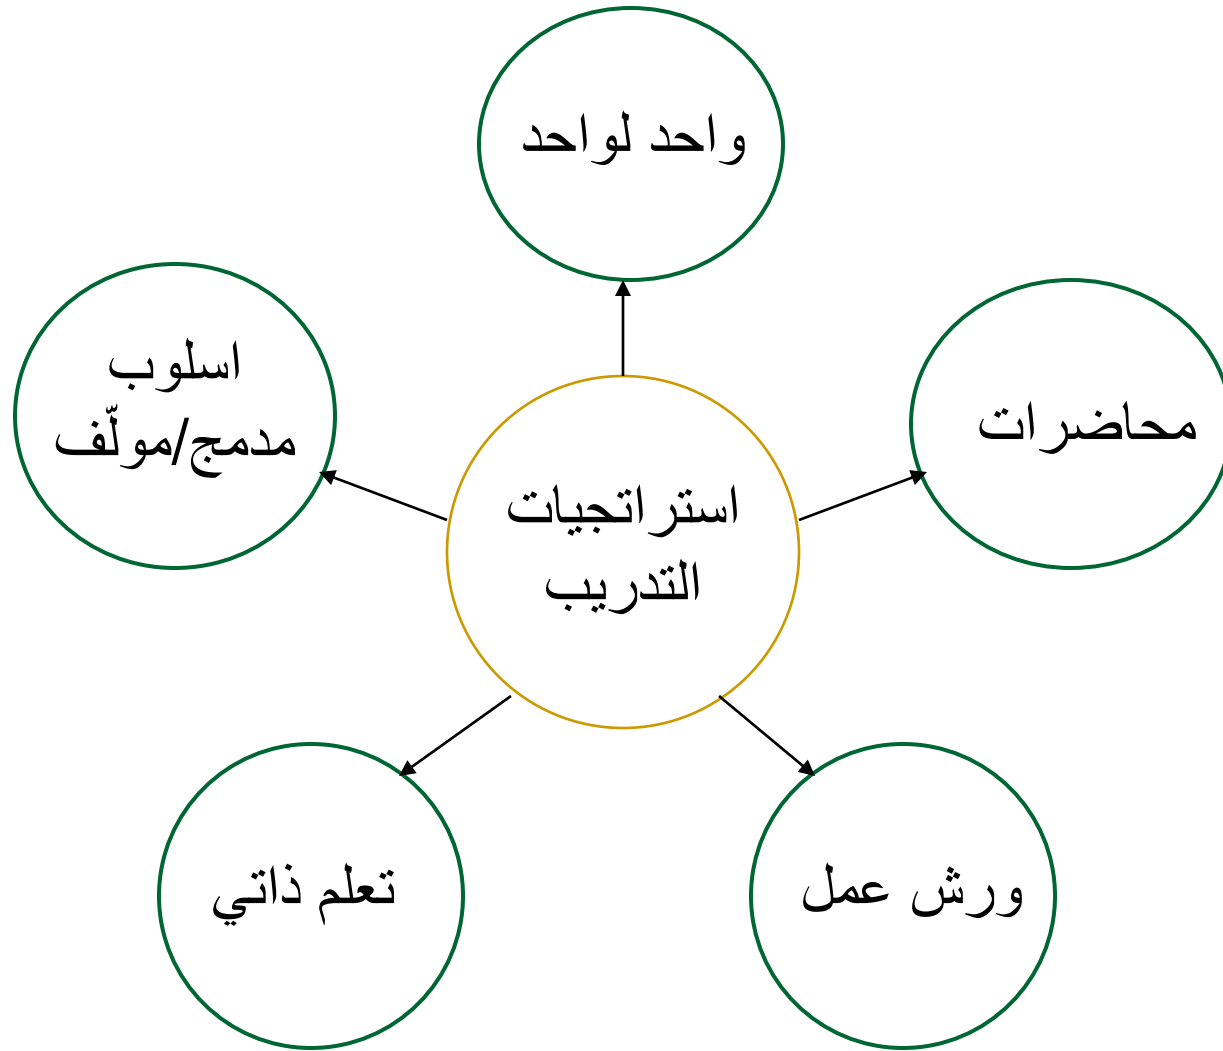 واحد لواحد
اسلوب
مدمج/مولّف
محاضرات
استراتجيات
التدريب
تعلم ذاتي
ورش عمل